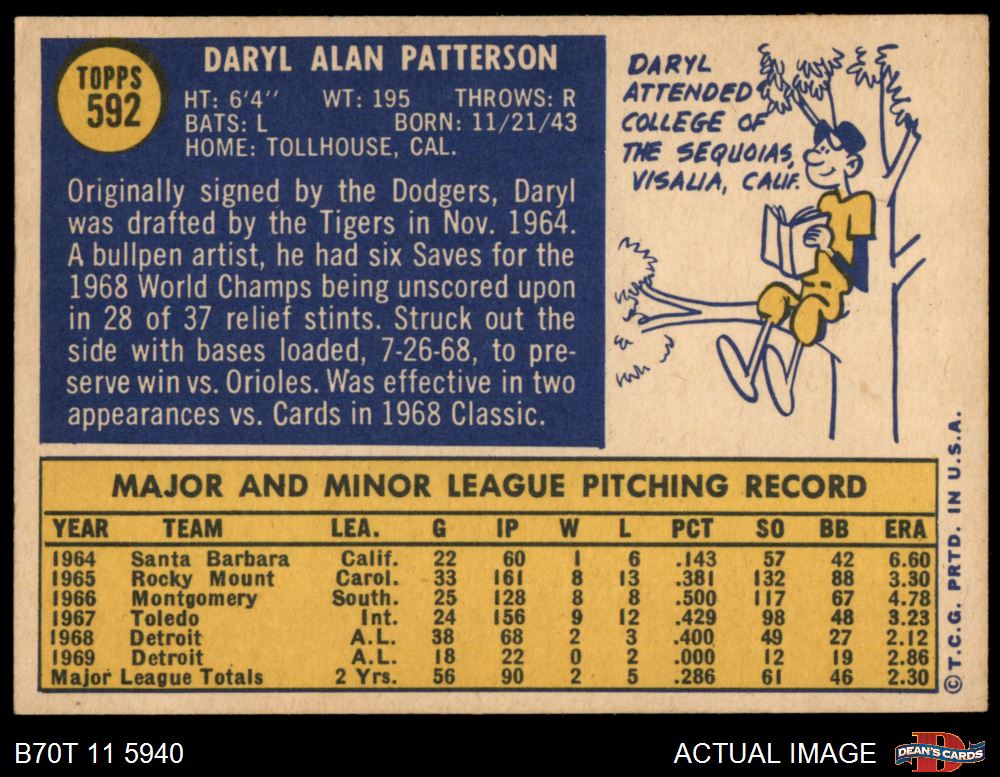 TOPPS
592
DARYL ALAN PATTERSON
HT: 6'4" WT: 195 THROWS: R
BATS: L BORN: 11/21/43
HOME: TOLLHOUSE, CAL.
Originally signed by the Dodgers, Daryl
was drafted by the Tigers in Nov. 1964.
A bullpen artist, he had six Saves for the
1968 World Champs being unscored upon
in 28 of 37 relief stints. Struck out the
side with bases loaded, 7-26-68, to pre-
serve win vs. Orioles. Was effective in two
appearances vs. Cards in 1968 Classic.
DARYL
ATTENDED
COLLEGE OF
THE SEQUOIAS,
VISALIA, CALIF.
MAJOR AND MINOR LEAGUE PITCHING RECORD
YEAR TEAM LEA. G IP W L PCT SO BB ERA
1964 Santa Barbara Calif. 22 60 1 6 .143 57 42 6.60
1965 Rocky Mount Carol. 33 161 8 13 .381 132 88 3.30
1966 Montgomery South. 25 128 8 8 .500 117 67 4.78
1967 Toledo Int. 24 156 9 12 .429 98 48 3.23
1968 Detroit A.L. 38 68 2 3 .400 49 27 2.12
1969 Detroit A.L. 18 22 0 2 .000 12 19 2.86
Major League Totals 2 Yrs. 56 90 2 5 .286 61 46 2.30
© T.C.G. PRTD. IN U.S.A.
B70T 11 5940
ACTUAL IMAGE
DEAN'S CARDS